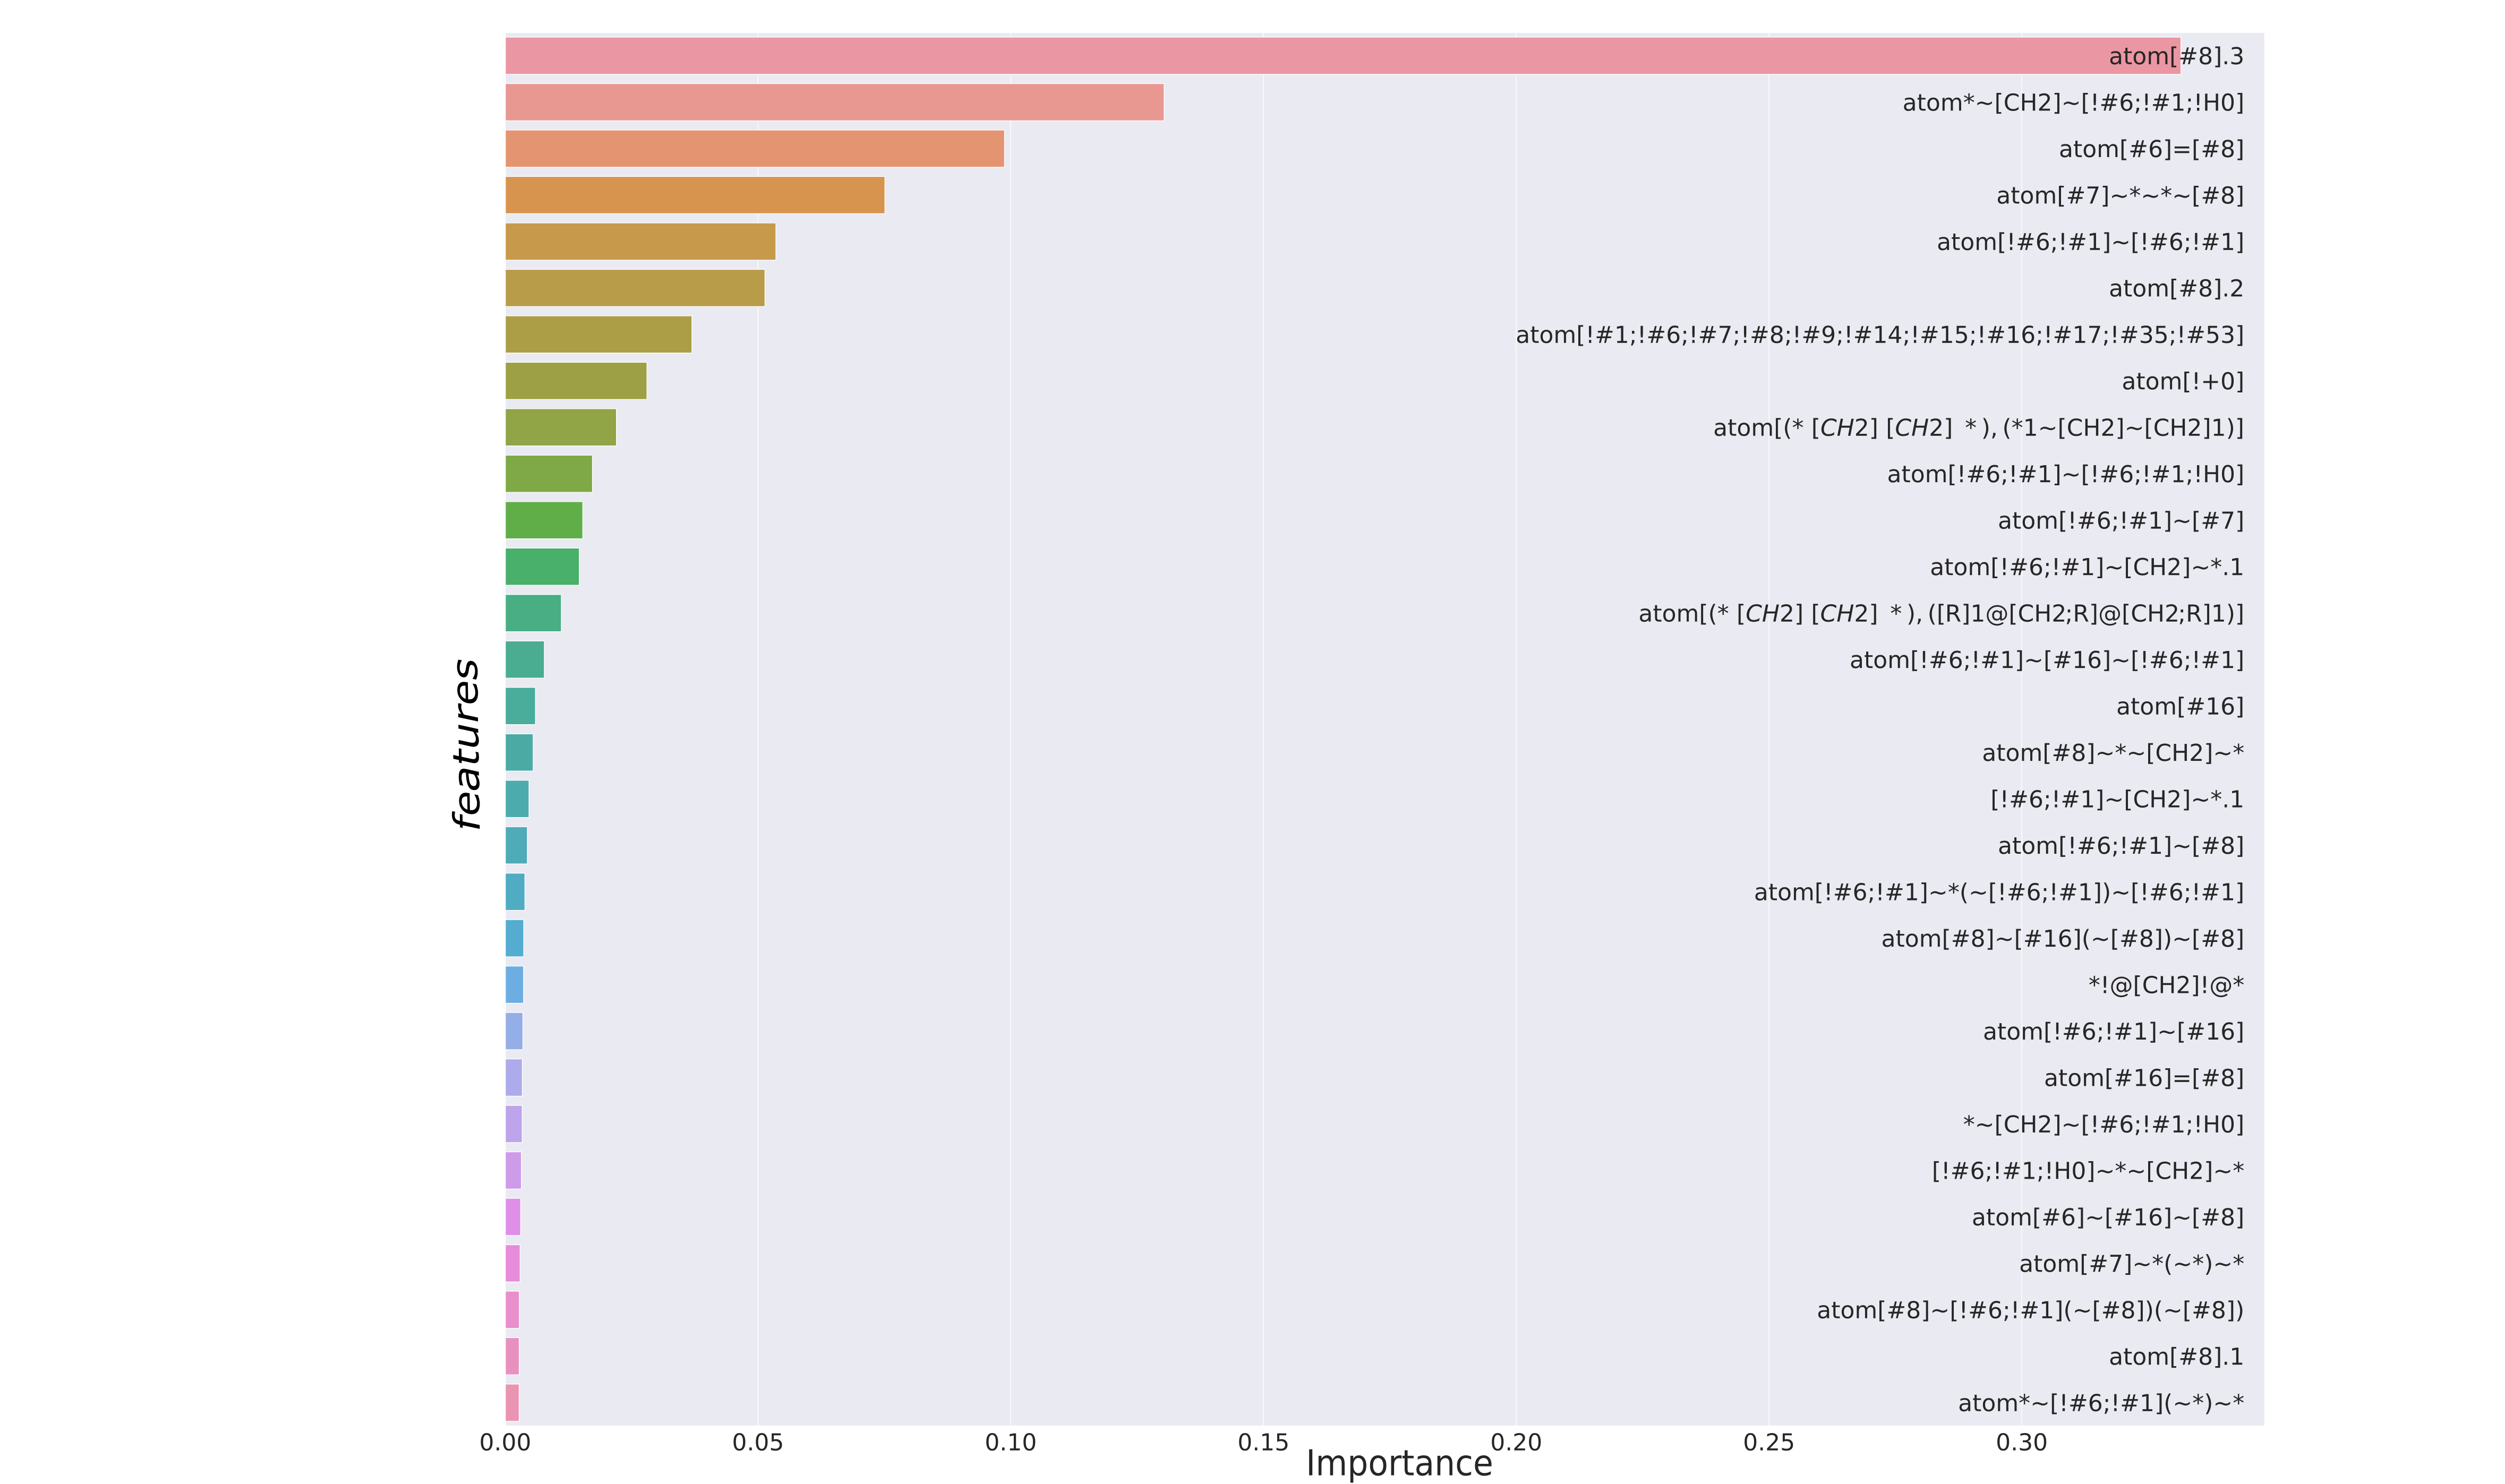 atom[#8].3
atom*~[CH2]~[!#6;!#1;!H0]
atom[#6]=[#8]
atom[#7]~*~*~[#8]
atom[!#6;!#1]~[!#6;!#1]
atom[#8].2
atom[!#1;!#6;!#7;!#8;!#9;!#14;!#15;!#16;!#17;!#35;!#53]
atom[!+0]
atom[(* [CH2] [CH2] *), (*1~[CH2]~[CH2]1)]
atom[!#6;!#1]~[!#6;!#1;!H0]
atom[!#6;!#1]~[#7]
atom[!#6;!#1]~[CH2]~*.1
atom[(* [CH2] [CH2] *), ([R]1@[CH2;R]@[CH2;R]1)]
atom[!#6;!#1]~[#16]~[!#6;!#1]
atom[#16]
atom[#8]~*~[CH2]~*
[!#6;!#1]~[CH2]~*.1
atom[!#6;!#1]~[#8]
atom[!#6;!#1]~*(~[!#6;!#1])~[!#6;!#1]
atom[#8]~[#16](~[#8])~[#8]
*!@[CH2]!@*
atom[!#6;!#1]~[#16]
atom[#16]=[#8]
*~[CH2]~[!#6;!#1;!H0]
[!#6;!#1;!H0]~*~[CH2]~*
atom[#6]~[#16]~[#8]
atom[#7]~*(~*)~*
atom[#8]~[!#6;!#1](~[#8])(~[#8])
atom[#8].1
atom*~[!#6;!#1](~*)~*
features
0.00 0.05 0.10 0.15 0.20 0.25 0.30
Importance